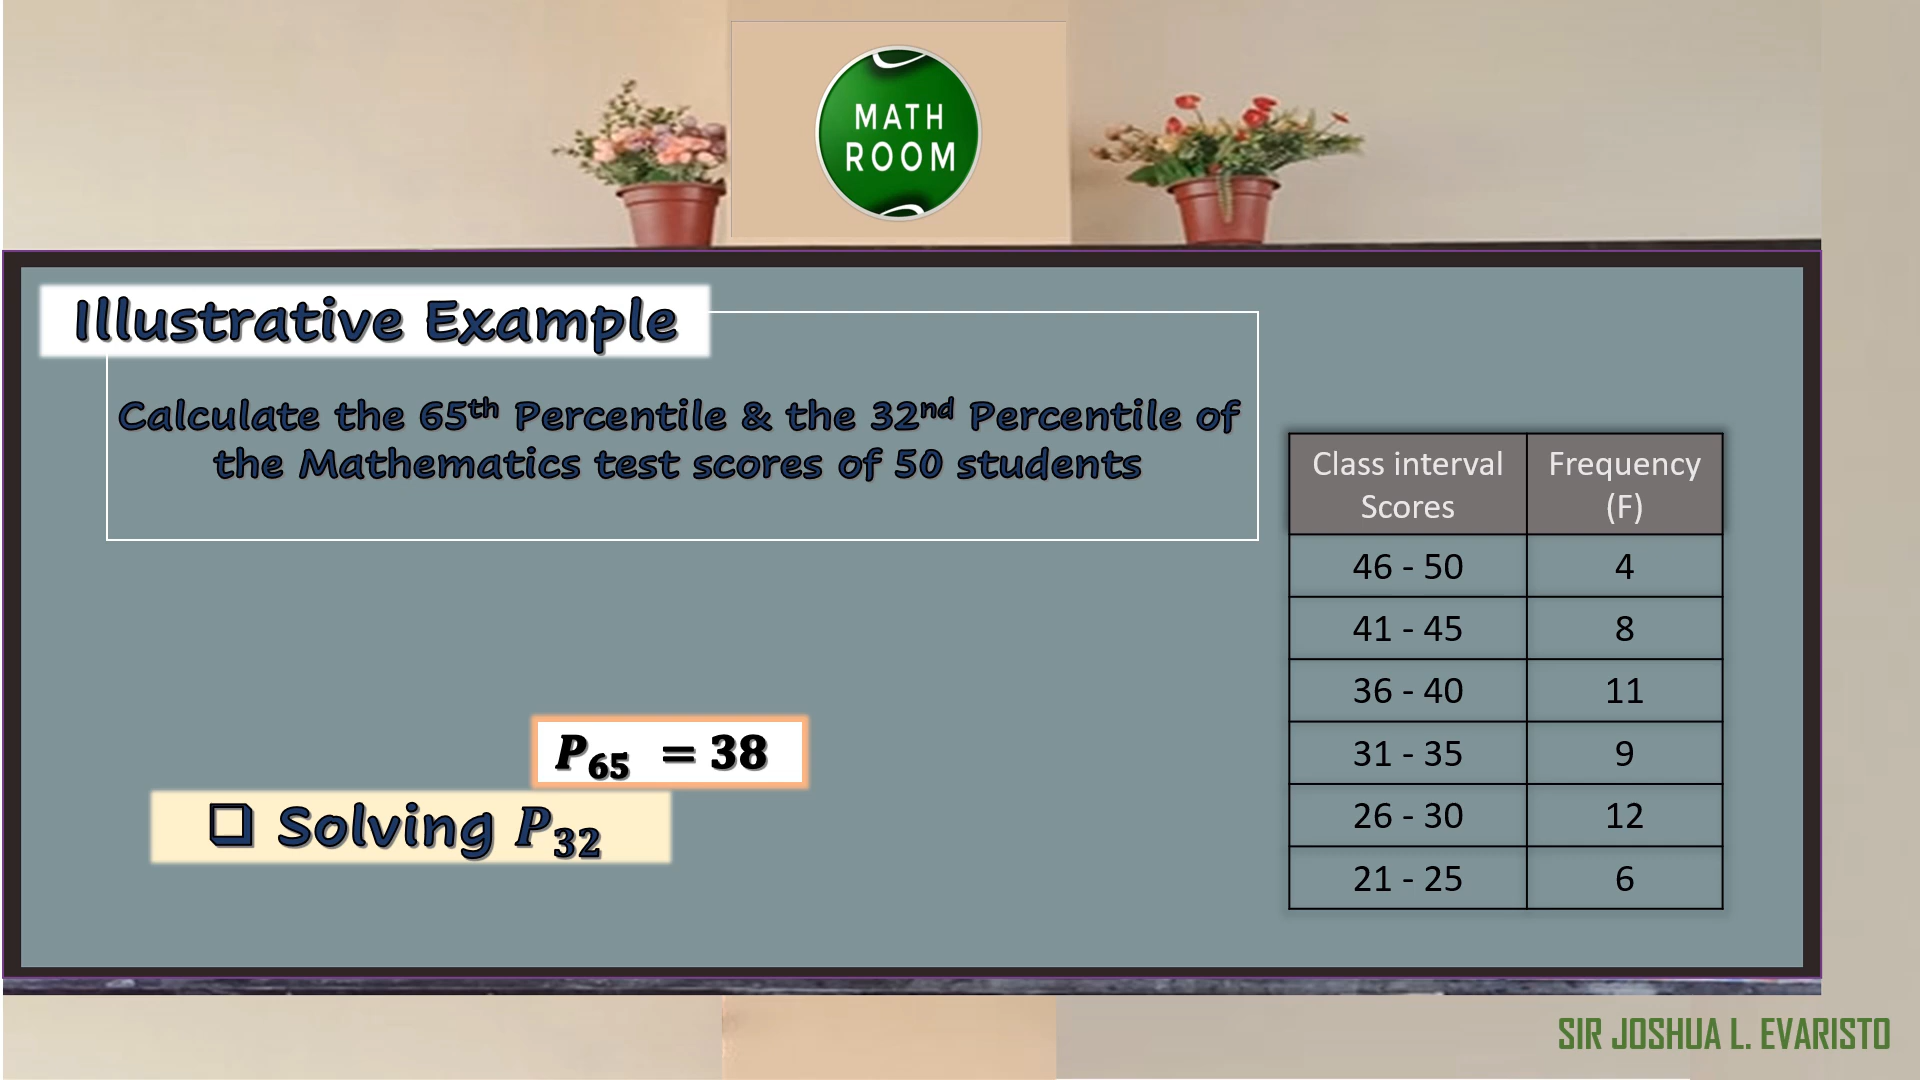 MATH
ROOM
Illustrative Example
Calculate the 65th Percentile & the 32nd Percentile of
the Mathematics test scores of 50 students
P65 = 38
❑ Solving P32
Class interval Scores | Frequency (F)
46 - 50 | 4
41 - 45 | 8
36 - 40 | 11
31 - 35 | 9
26 - 30 | 12
21 - 25 | 6
SIR JOSHUA L. EVARISTO